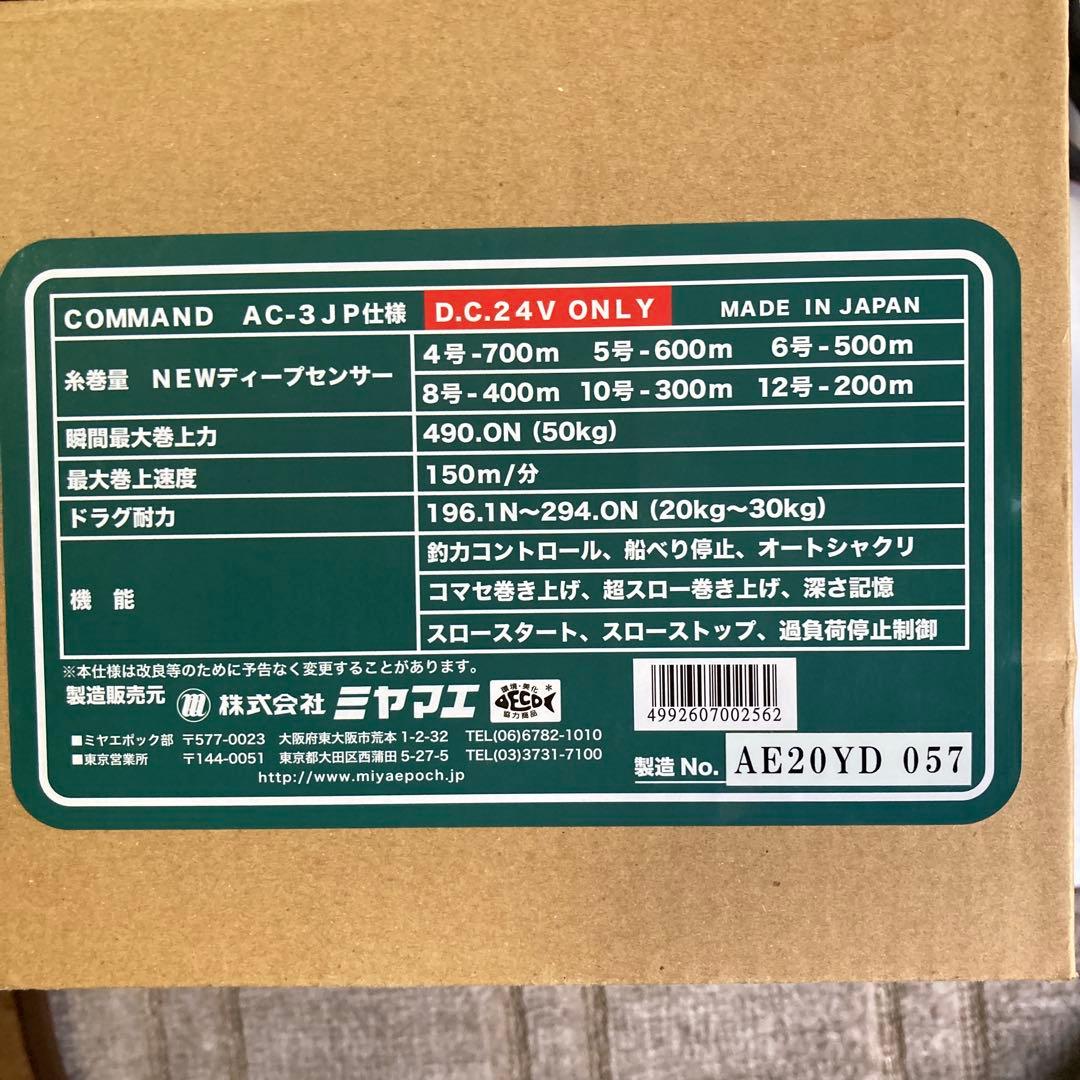 COMMAND AC-3JP仕様 D.C.24V ONLY MADE IN JAPAN
糸巻量 NEWディープセンサー
4号-700m 5号-600m 6号-500m
8号-400m 10号-300m 12号-200m
瞬間最大巻上力 490.0N (50kg)
最大巻上速度 150m/分
ドラグ耐力 196.1N～294.0N (20kg～30kg)
機 能
釣力コントロール、船べり停止、オートシャクリ
コマセ巻き上げ、超スロー巻き上げ、深さ記憶
スロースタート、スローストップ、過負荷停止制御
※本仕様は改良等のために予告なく変更することがあります。
製造販売元 m 株式会社 ミヤマエ
環境・美化
DECO*
協力商品
4992607002562
■ミヤエポック部 〒577-0023 大阪府東大阪市荒本1-2-32 TEL(06)6782-1010
■東京営業所 〒144-0051 東京都大田区西蒲田5-27-5 TEL(03)3731-7100
http://www.miyaepoch.jp
製造 No. AE20YD 057